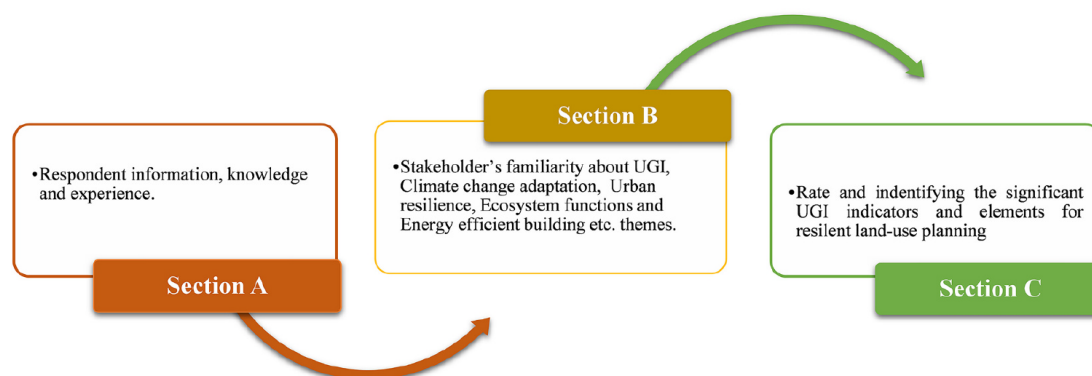 •Respondent information, knowledge
and experience.
Section A
Section B
•Stakeholder’s familiarity about UGI,
Climate change adaptation, Urban
resilience, Ecosystem functions and
Energy efficient building etc. themes.
•Rate and indentifying the significant
UGI indicators and elements for
resilent land-use planning
Section C